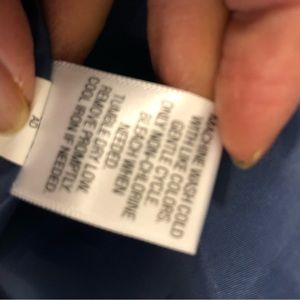 MACHINE WASH COLD
WITH LIKE COLORS,
GENTLE CYCLE.
ONLY NON-CHLORINE
BLEACH WHEN
NEEDED.
TUMBLE DRY LOW.
REMOVE PROMPTLY.
COOL IRON IF NEEDED.